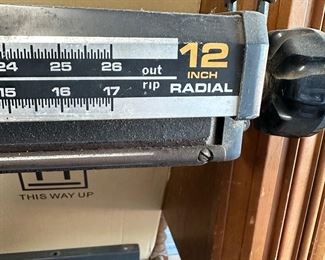 24 25 26 out
15 16 17 rip
12
INCH
RADIAL
THIS WAY UP